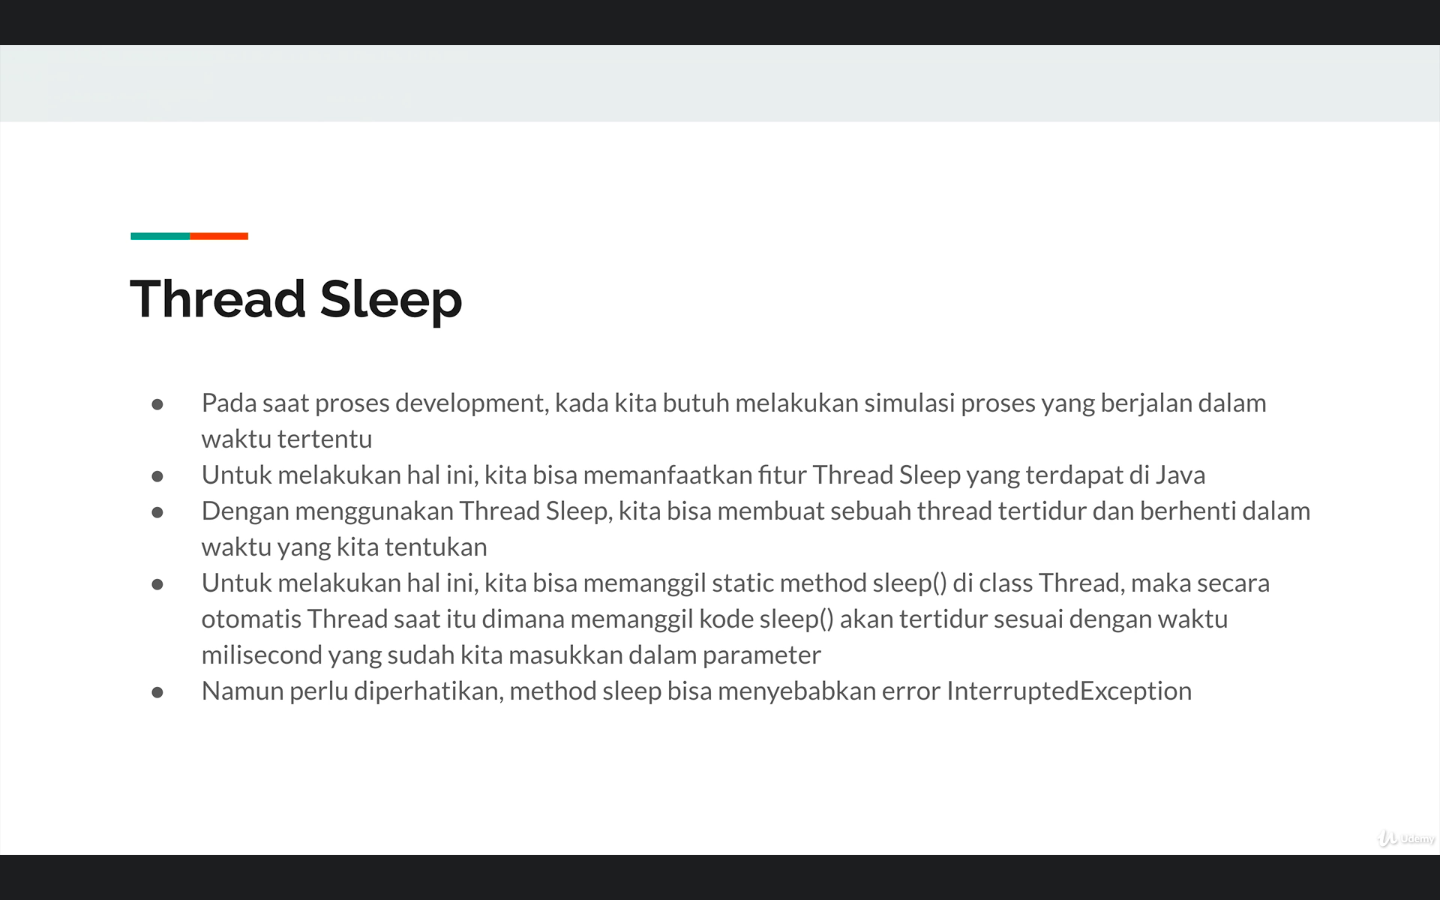 Thread Sleep
● Pada saat proses development, kada kita butuh melakukan simulasi proses yang berjalan dalam
waktu tertentu
● Untuk melakukan hal ini, kita bisa memanfaatkan fitur Thread Sleep yang terdapat di Java
● Dengan menggunakan Thread Sleep, kita bisa membuat sebuah thread tertidur dan berhenti dalam
waktu yang kita tentukan
● Untuk melakukan hal ini, kita bisa memanggil static method sleep() di class Thread, maka secara
otomatis Thread saat itu dimana memanggil kode sleep() akan tertidur sesuai dengan waktu
milisecond yang sudah kita masukkan dalam parameter
● Namun perlu diperhatikan, method sleep bisa menyebabkan error InterruptedException
Udemy